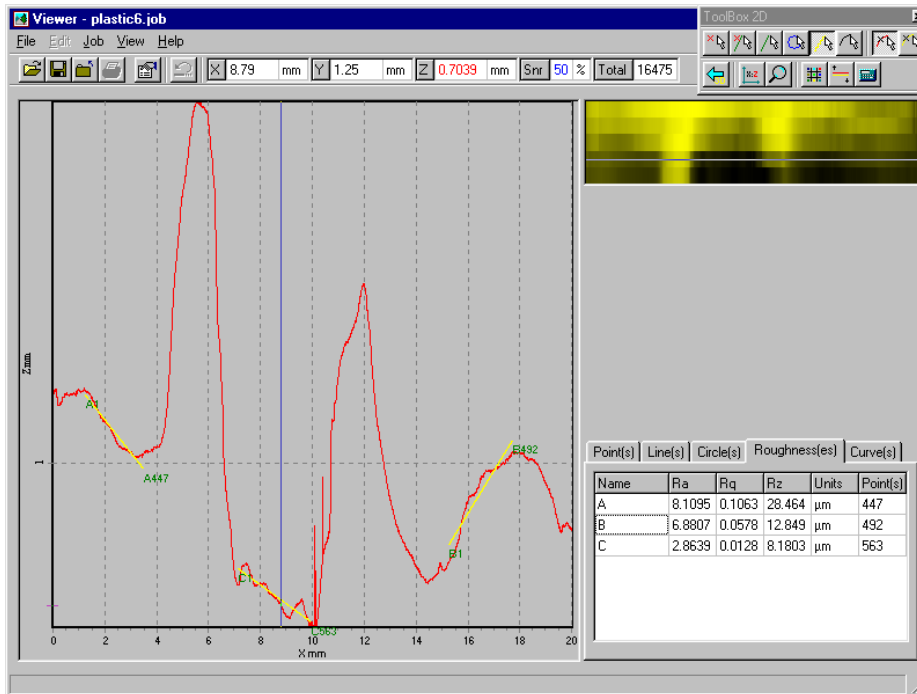 Viewer - plastic6.job
ToolBox 2D
File Edit Job View Help
X 8.79 mm Y 1.25 mm Z 0.7039 mm Snr 50 % Total 16475
X:Z
Z mm
1
A1
A447
C1
C563
B1
B492
0 2 4 6 8 10 12 14 16 18 20
X mm
Point(s) Line(s) Circle(s) Roughness(es) Curve(s)
Name Ra Rq Rz Units Point(s)
A 8.1095 0.1063 28.464 µm 447
B 6.8807 0.0578 12.849 µm 492
C 2.8639 0.0128 8.1803 µm 563